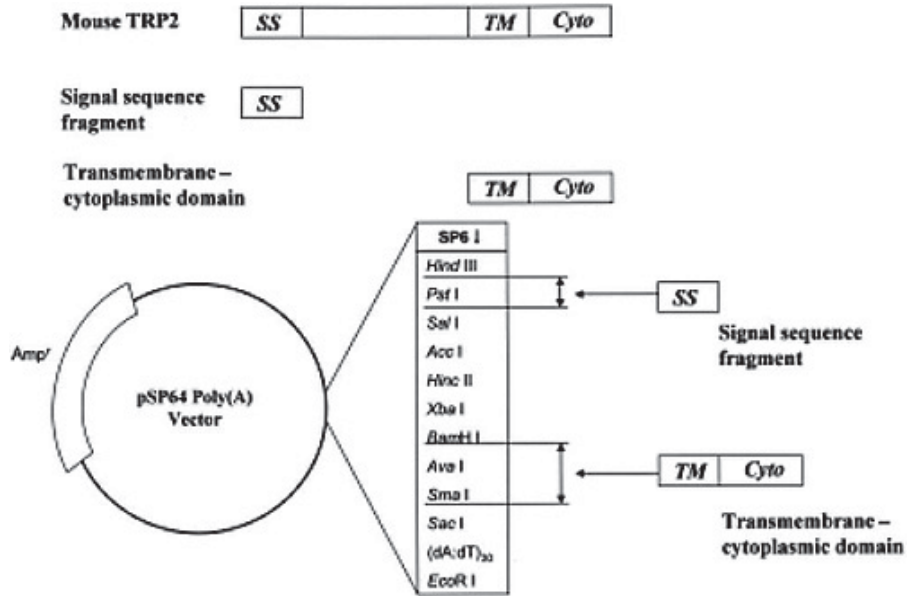 Mouse TRP2
SS
TM
Cyto
Signal sequence
fragment
SS
Transmembrane –
cytoplasmic domain
TM
Cyto
SP6 ↓
Hind III
Pst I
Sal I
Acc I
Hinc II
Xba I
BamH I
Ava I
Sma I
Sac I
(dA:dT)₃₀
EcoR I
Ampʳ
pSP64 Poly(A)
Vector
SS
Signal sequence
fragment
TM
Cyto
Transmembrane –
cytoplasmic domain